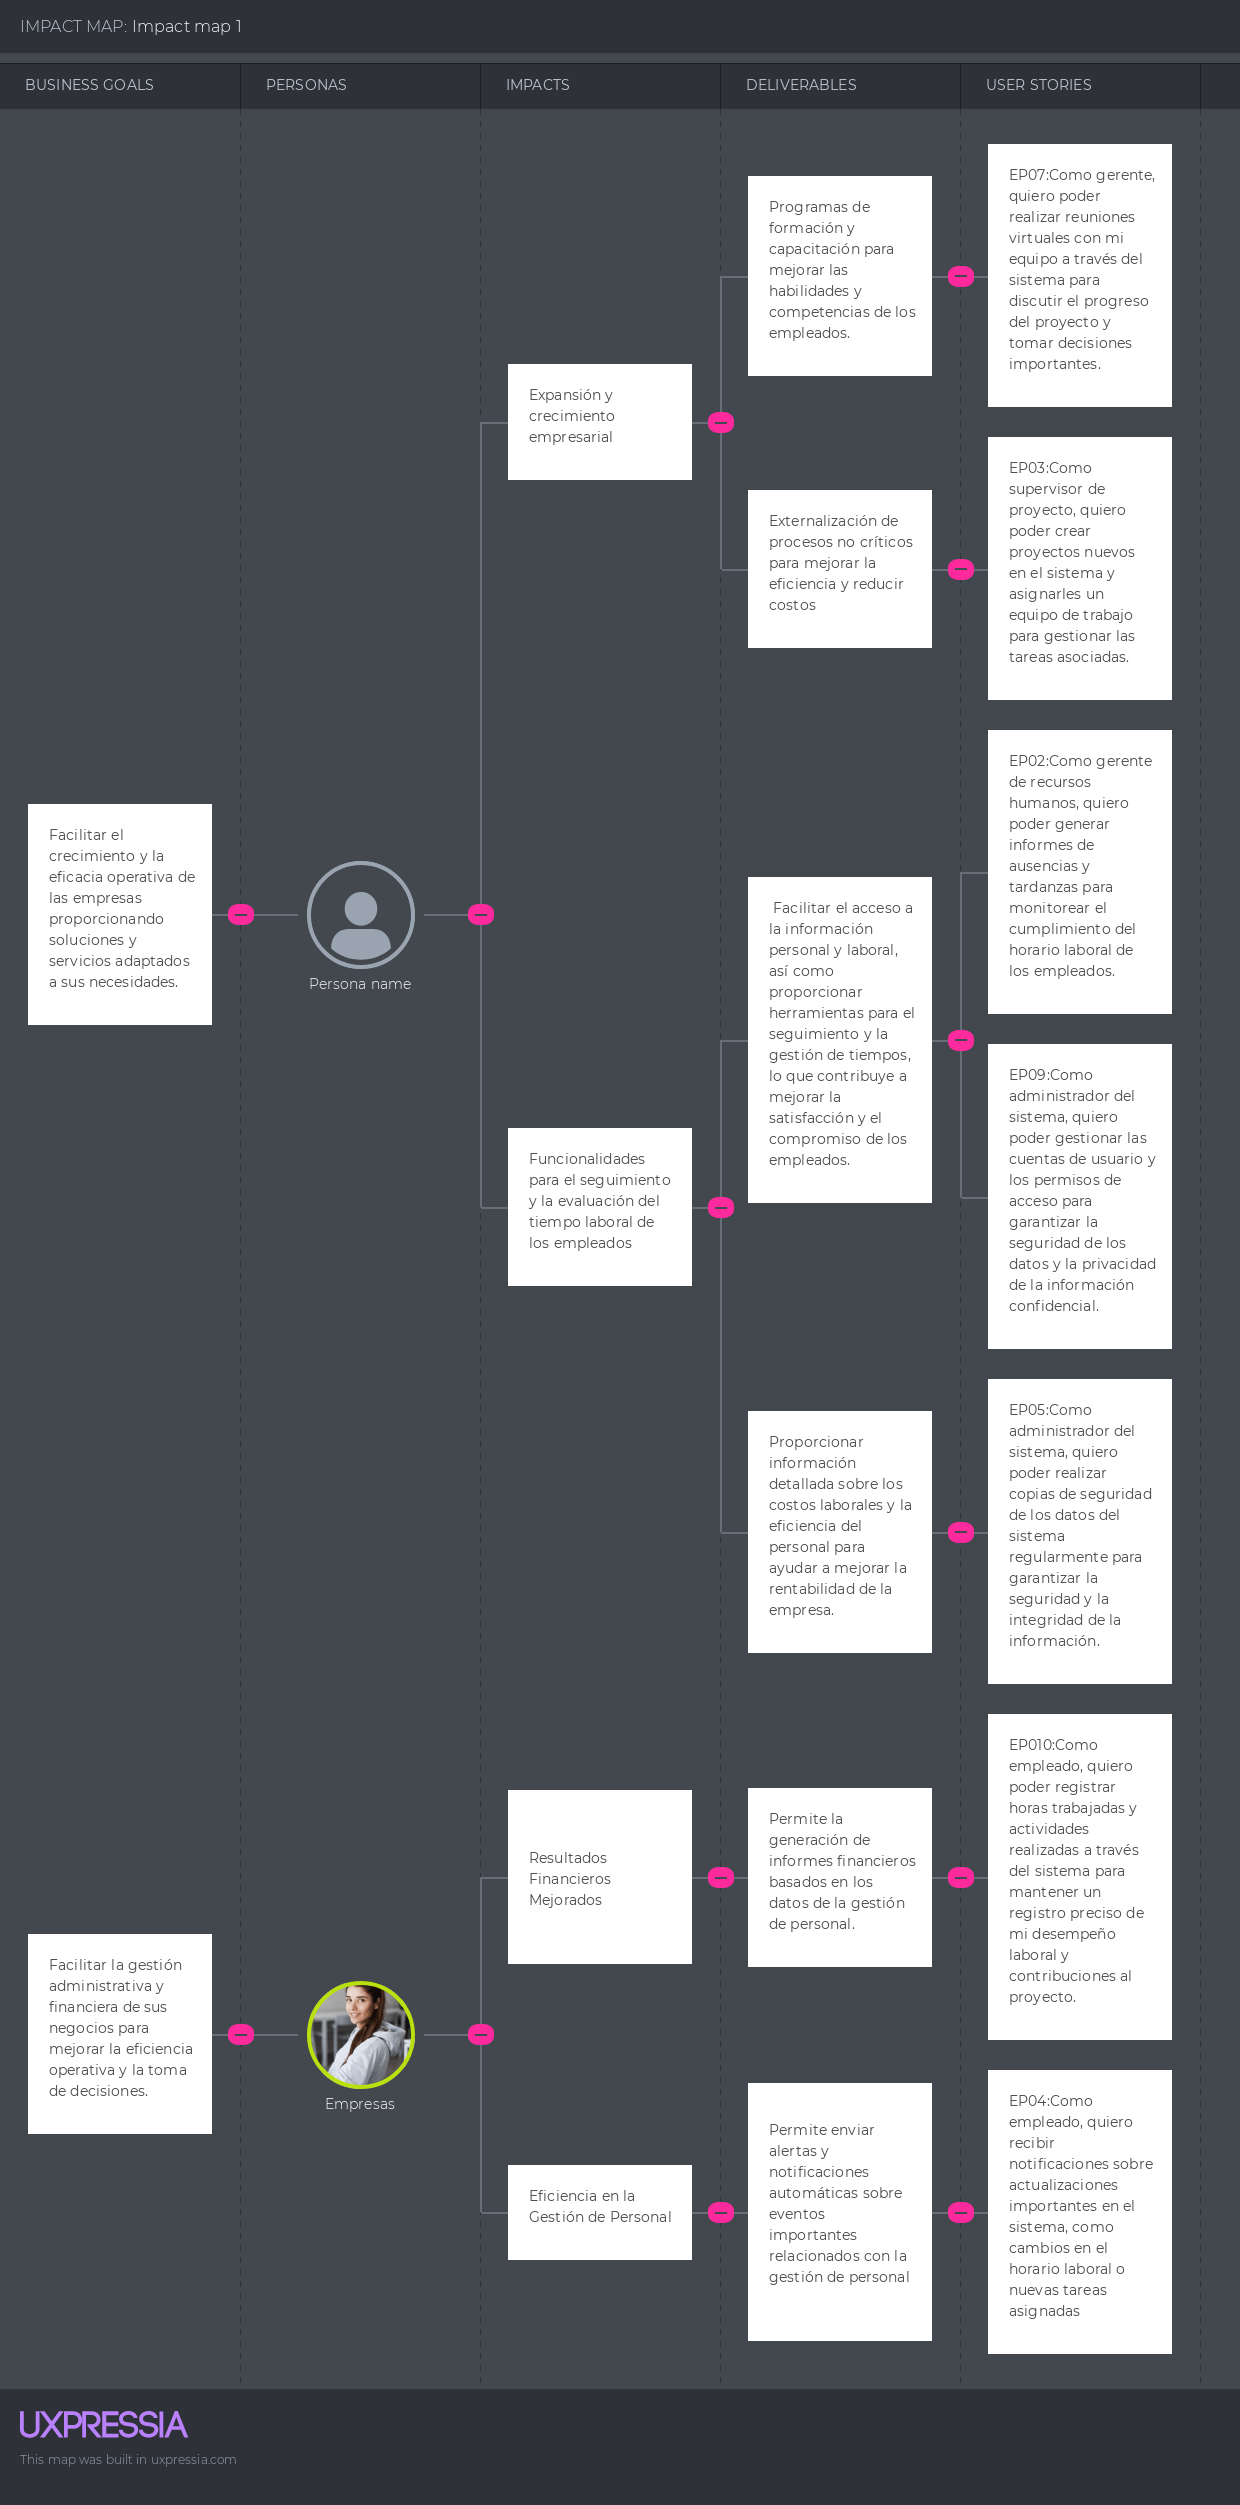 IMPACT MAP: Impact map 1
BUSINESS GOALS
PERSONAS
IMPACTS
DELIVERABLES
USER STORIES
Facilitar el
crecimiento y la
eficacia operativa de
las empresas
proporcionando
soluciones y
servicios adaptados
a sus necesidades.
Persona name
Expansión y
crecimiento
empresarial
Programas de
formación y
capacitación para
mejorar las
habilidades y
competencias de los
empleados.
EP07:Como gerente,
quiero poder
realizar reuniones
virtuales con mi
equipo a través del
sistema para
discutir el progreso
del proyecto y
tomar decisiones
importantes.
Externalización de
procesos no críticos
para mejorar la
eficiencia y reducir
costos
EP03:Como
supervisor de
proyecto, quiero
poder crear
proyectos nuevos
en el sistema y
asignarles un
equipo de trabajo
para gestionar las
tareas asociadas.
Funcionalidades
para el seguimiento
y la evaluación del
tiempo laboral de
los empleados
Facilitar el acceso a
la información
personal y laboral,
así como
proporcionar
herramientas para el
seguimiento y la
gestión de tiempos,
lo que contribuye a
mejorar la
satisfacción y el
compromiso de los
empleados.
EP02:Como gerente
de recursos
humanos, quiero
poder generar
informes de
ausencias y
tardanzas para
monitorear el
cumplimiento del
horario laboral de
los empleados.
EP09:Como
administrador del
sistema, quiero
poder gestionar las
cuentas de usuario y
los permisos de
acceso para
garantizar la
seguridad de los
datos y la privacidad
de la información
confidencial.
Proporcionar
información
detallada sobre los
costos laborales y la
eficiencia del
personal para
ayudar a mejorar la
rentabilidad de la
empresa.
EP05:Como
administrador del
sistema, quiero
poder realizar
copias de seguridad
de los datos del
sistema
regularmente para
garantizar la
seguridad y la
integridad de la
información.
Facilitar la gestión
administrativa y
financiera de sus
negocios para
mejorar la eficiencia
operativa y la toma
de decisiones.
Empresas
Resultados
Financieros
Mejorados
Permite la
generación de
informes financieros
basados en los
datos de la gestión
de personal.
EP010:Como
empleado, quiero
poder registrar
horas trabajadas y
actividades
realizadas a través
del sistema para
mantener un
registro preciso de
mi desempeño
laboral y
contribuciones al
proyecto.
Eficiencia en la
Gestión de Personal
Permite enviar
alertas y
notificaciones
automáticas sobre
eventos
importantes
relacionados con la
gestión de personal
EP04:Como
empleado, quiero
recibir
notificaciones sobre
actualizaciones
importantes en el
sistema, como
cambios en el
horario laboral o
nuevas tareas
asignadas
UXPRESSIA
This map was built in uxpressia.com